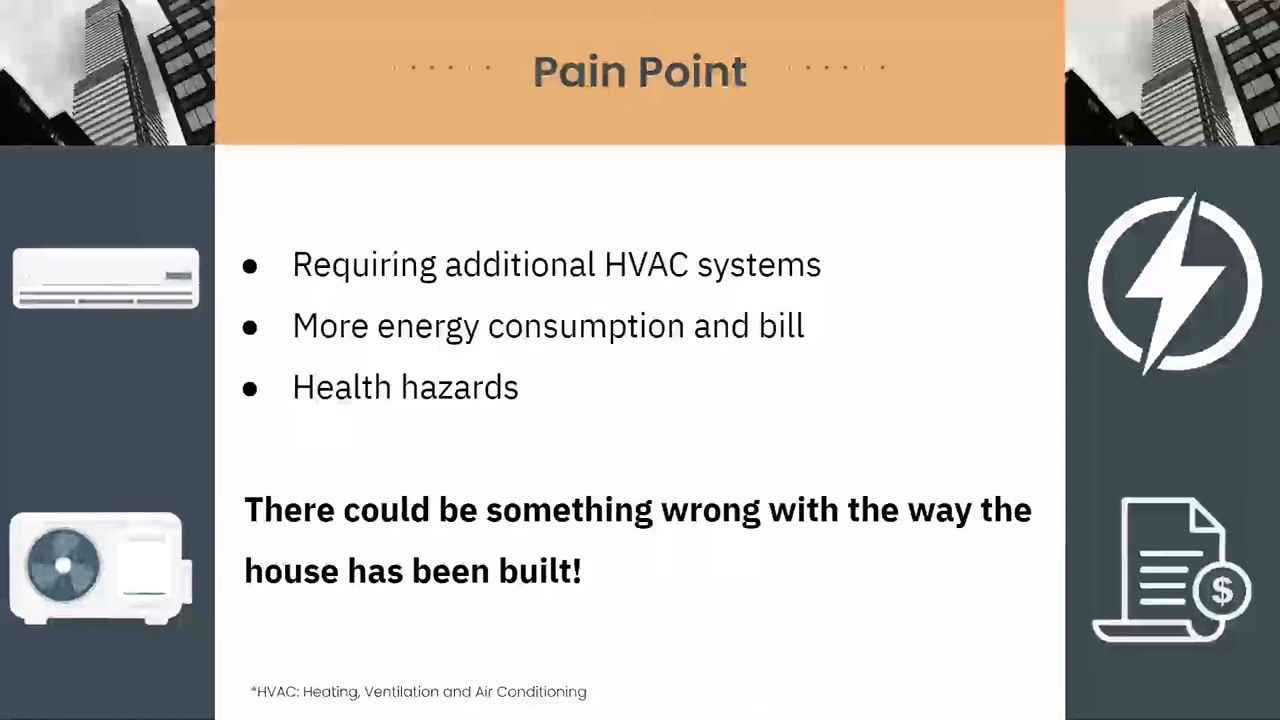 Pain Point
● Requiring additional HVAC systems
● More energy consumption and bill
● Health hazards
There could be something wrong with the way the
house has been built!
$
*HVAC: Heating, Ventilation and Air Conditioning